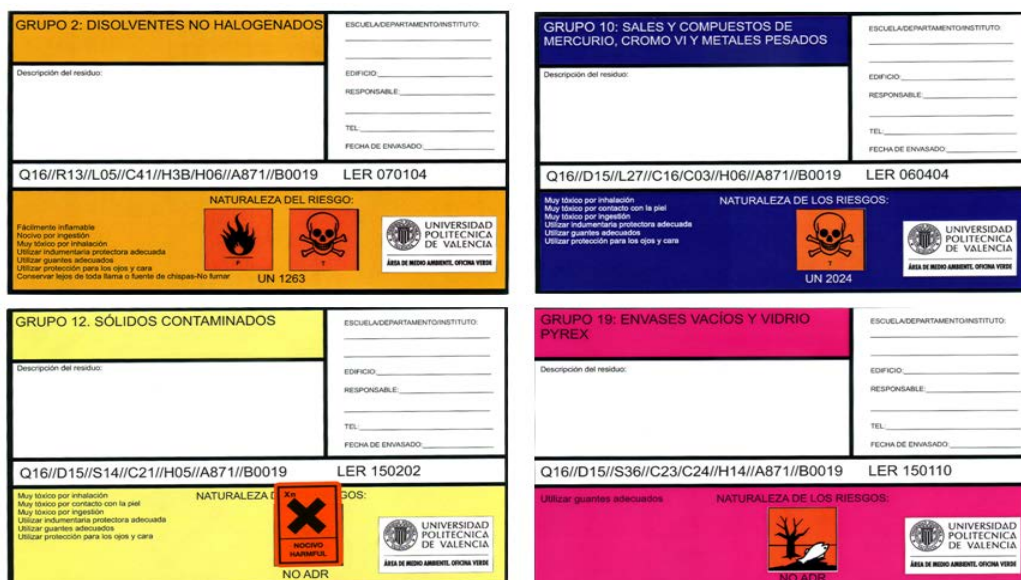 GRUPO 2: DISOLVENTES NO HALOGENADOS
ESCUELA/DEPARTAMENTO/INSTITUTO:
Descripción del residuo:
EDIFICIO:
RESPONSABLE:
TEL:
FECHA DE ENVASADO:
Q16//R13//L05//C41//H3B/H06//A871//B0019 LER 070104
NATURALEZA DEL RIESGO:
Fácilmente inflamable
Nocivo por ingestión
Muy tóxico por inhalación
Utilizar indumentaria protectora adecuada
Utilizar guantes adecuados
Utilizar protección para los ojos y cara
Conservar lejos de toda llama o fuente de chispas-No fumar
F
T
UN 1263
UNIVERSIDAD
POLITECNICA
DE VALENCIA
ÁREA DE MEDIO AMBIENTE. OFICINA VERDE
GRUPO 10: SALES Y COMPUESTOS DE
MERCURIO, CROMO VI Y METALES PESADOS
ESCUELA/DEPARTAMENTO/INSTITUTO:
Descripción del residuo:
EDIFICIO:
RESPONSABLE:
TEL:
FECHA DE ENVASADO:
Q16//D15//L27//C16/C03//H06//A871//B0019 LER 060404
Muy tóxico por inhalación
Muy tóxico por contacto con la piel
Muy tóxico por ingestión
Utilizar indumentaria protectora adecuada
Utilizar guantes adecuados
Utilizar protección para los ojos y cara
NATURALEZA DE LOS RIESGOS:
T
UN 2024
UNIVERSIDAD
POLITECNICA
DE VALENCIA
ÁREA DE MEDIO AMBIENTE. OFICINA VERDE
GRUPO 12. SÓLIDOS CONTAMINADOS
ESCUELA/DEPARTAMENTO/INSTITUTO:
Descripción del residuo:
EDIFICIO:
RESPONSABLE:
TEL:
FECHA DE ENVASADO:
Q16//D15//S14//C21//H05//A871//B0019 LER 150202
Muy tóxico por inhalación
Muy tóxico por contacto con la piel
Muy tóxico por ingestión
Utilizar indumentaria protectora adecuada
Utilizar guantes adecuados
Utilizar protección para los ojos y cara
NATURALEZA
GOS:
Xn
NOCIVO
HARMFUL
NO ADR
UNIVERSIDAD
POLITECNICA
DE VALENCIA
ÁREA DE MEDIO AMBIENTE. OFICINA VERDE
GRUPO 19: ENVASES VACÍOS Y VIDRIO
PYREX
ESCUELA/DEPARTAMENTO/INSTITUTO:
Descripción del residuo:
EDIFICIO:
RESPONSABLE:
TEL:
FECHA DE ENVASADO:
Q16//D15//S36//C23/C24//H14//A871//B0019 LER 150110
Utilizar guantes adecuados
NATURALEZA DE LOS RIESGOS:
NO ADR
UNIVERSIDAD
POLITECNICA
DE VALENCIA
ÁREA DE MEDIO AMBIENTE. OFICINA VERDE